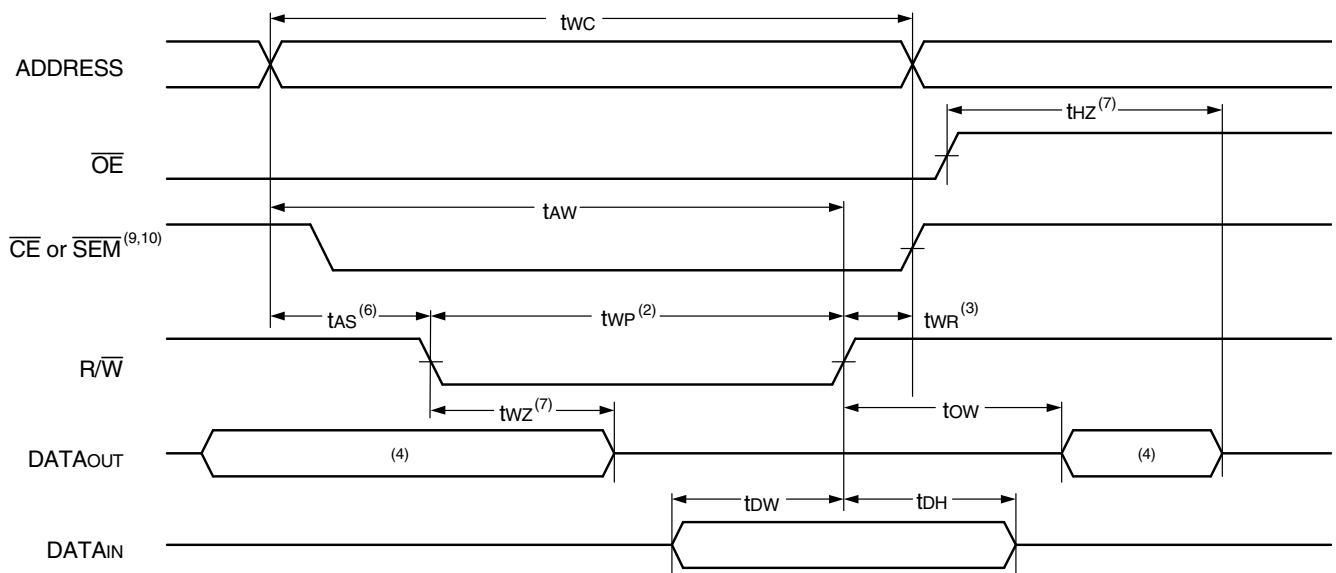 tWC
ADDRESS
tHZ(7)
OE
tAW
CE or SEM(9,10)
tAS(6) tWP(2) tWR(3)
R/W
tWZ(7) tOW
DATAOUT (4) (4)
tDW tDH
DATAIN